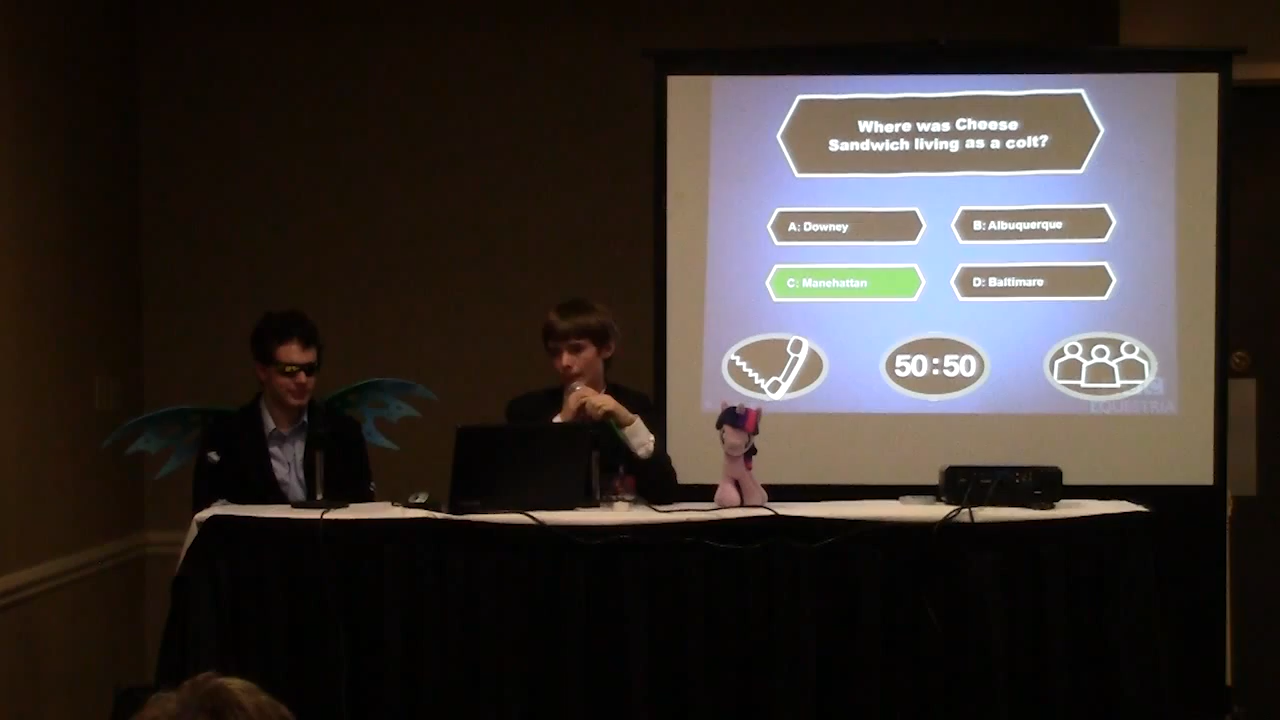 Where was Cheese
Sandwich living as a colt?
A: Downey
B: Albuquerque
C: Manehattan
D: Baltimare
50:50
EQUESTRIA